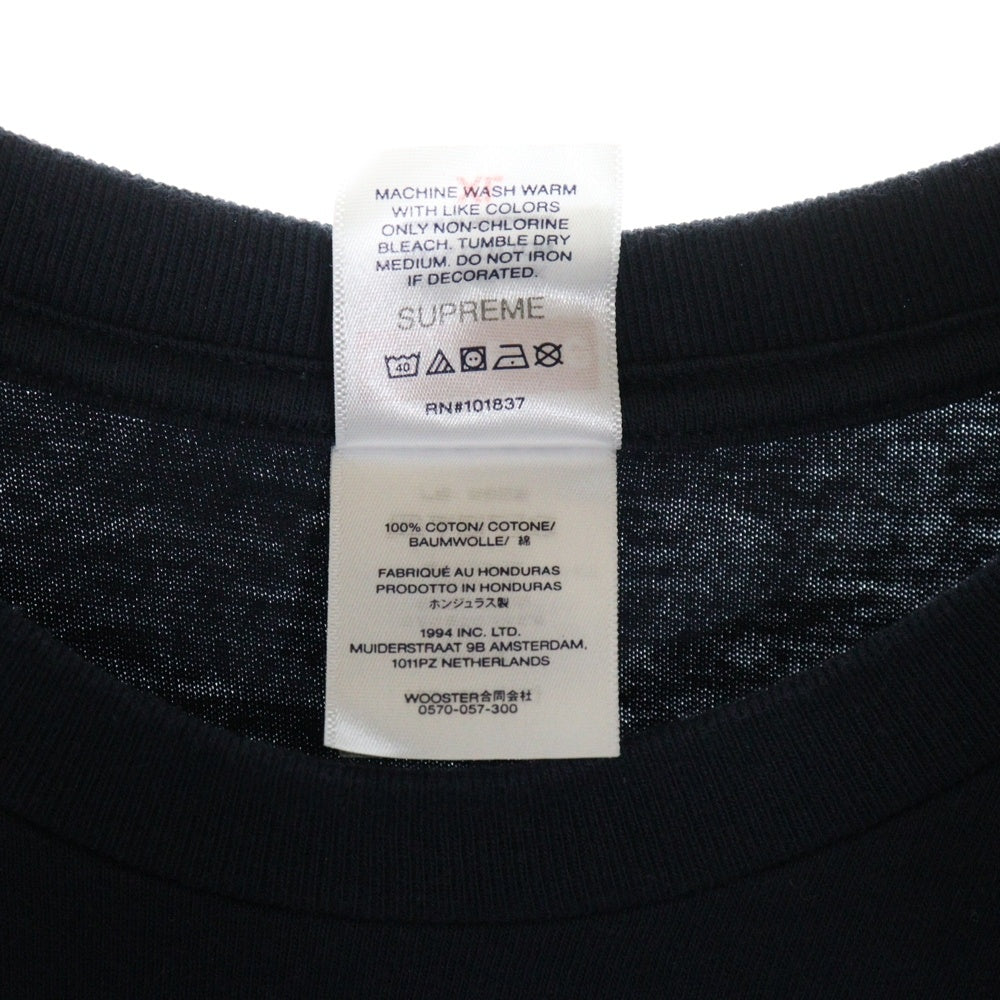 MACHINE WASH WARM
WITH LIKE COLORS
ONLY NON-CHLORINE
BLEACH. TUMBLE DRY
MEDIUM. DO NOT IRON
IF DECORATED.
SUPREME
40
RN#101837
100% COTON/ COTONE/
BAUMWOLLE/ 綿
FABRIQUÉ AU HONDURAS
PRODOTTO IN HONDURAS
ホンジュラス製
1994 INC. LTD.
MUIDERSTRAAT 9B AMSTERDAM,
1011PZ NETHERLANDS
WOOSTER合同会社
0570-057-300